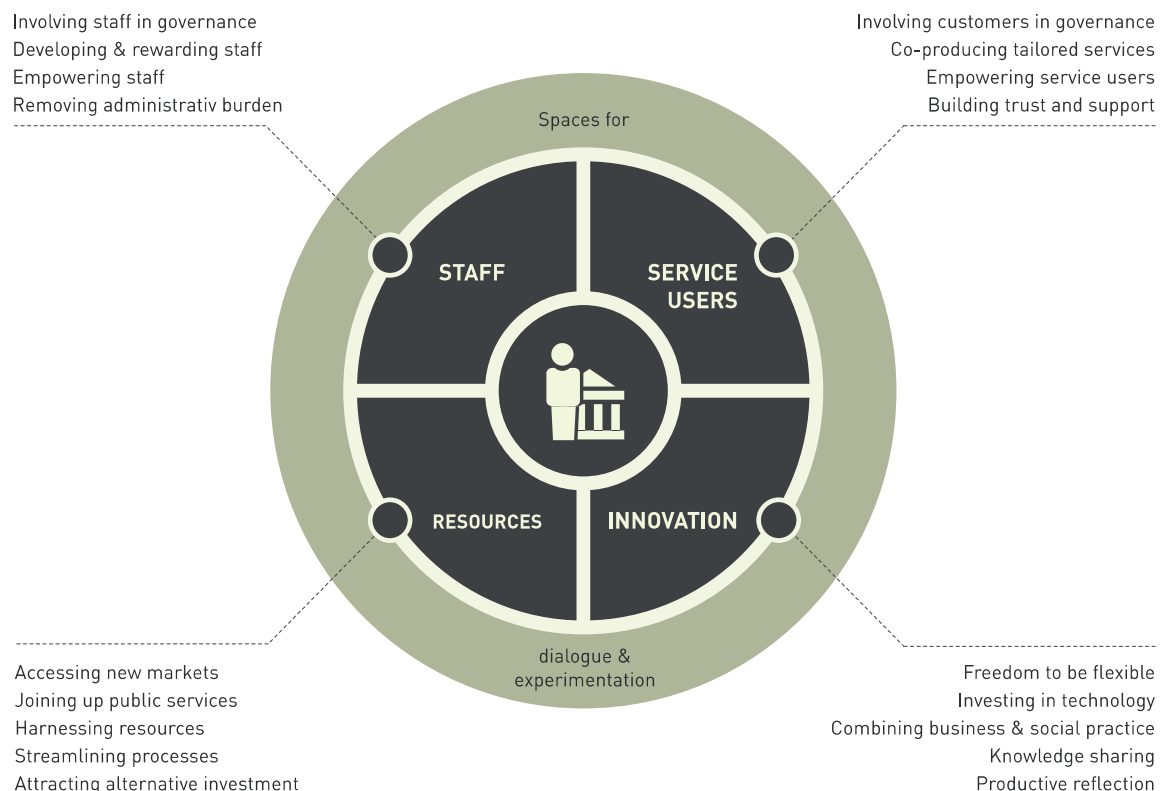 Involving staff in governance
Developing & rewarding staff
Empowering staff
Removing administrativ burden
Involving customers in governance
Co-producing tailored services
Empowering service users
Building trust and support
Spaces for
STAFF
SERVICE
USERS
RESOURCES
INNOVATION
dialogue &
experimentation
Accessing new markets
Joining up public services
Harnessing resources
Streamlining processes
Attracting alternative investment
Freedom to be flexible
Investing in technology
Combining business & social practice
Knowledge sharing
Productive reflection